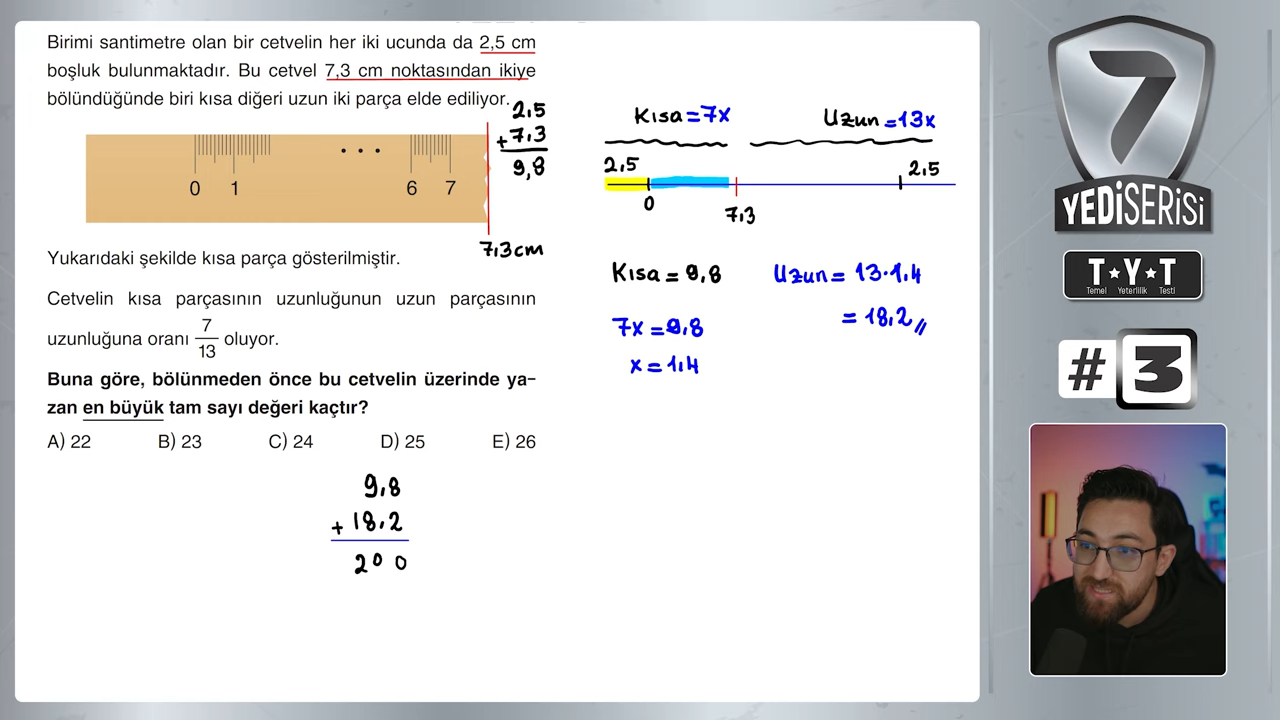 Birimi santimetre olan bir cetvelin her iki ucunda da 2,5 cm
boşluk bulunmaktadır. Bu cetvel 7,3 cm noktasından ikiye
bölündüğünde biri kısa diğeri uzun iki parça elde ediliyor.
2,5
+7,3
9,8
0 1 ... 6 7
7,3cm
Yukarıdaki şekilde kısa parça gösterilmiştir.
Cetvelin kısa parçasının uzunluğunun uzun parçasının
uzunluğuna oranı 7/13 oluyor.
Buna göre, bölünmeden önce bu cetvelin üzerinde ya-
zan en büyük tam sayı değeri kaçtır?
A) 22 B) 23 C) 24 D) 25 E) 26
9,8
+ 18,2
20 0
Kısa =7x Uzun =13x
2,5 2,5
0 7,3
Kısa = 9,8 Uzun = 13.1,4
7x = 9,8 = 18,2//
x = 1,4
7
YEDİSERİSİ
T★Y★T
Temel Yeterlilik Testi
# 3